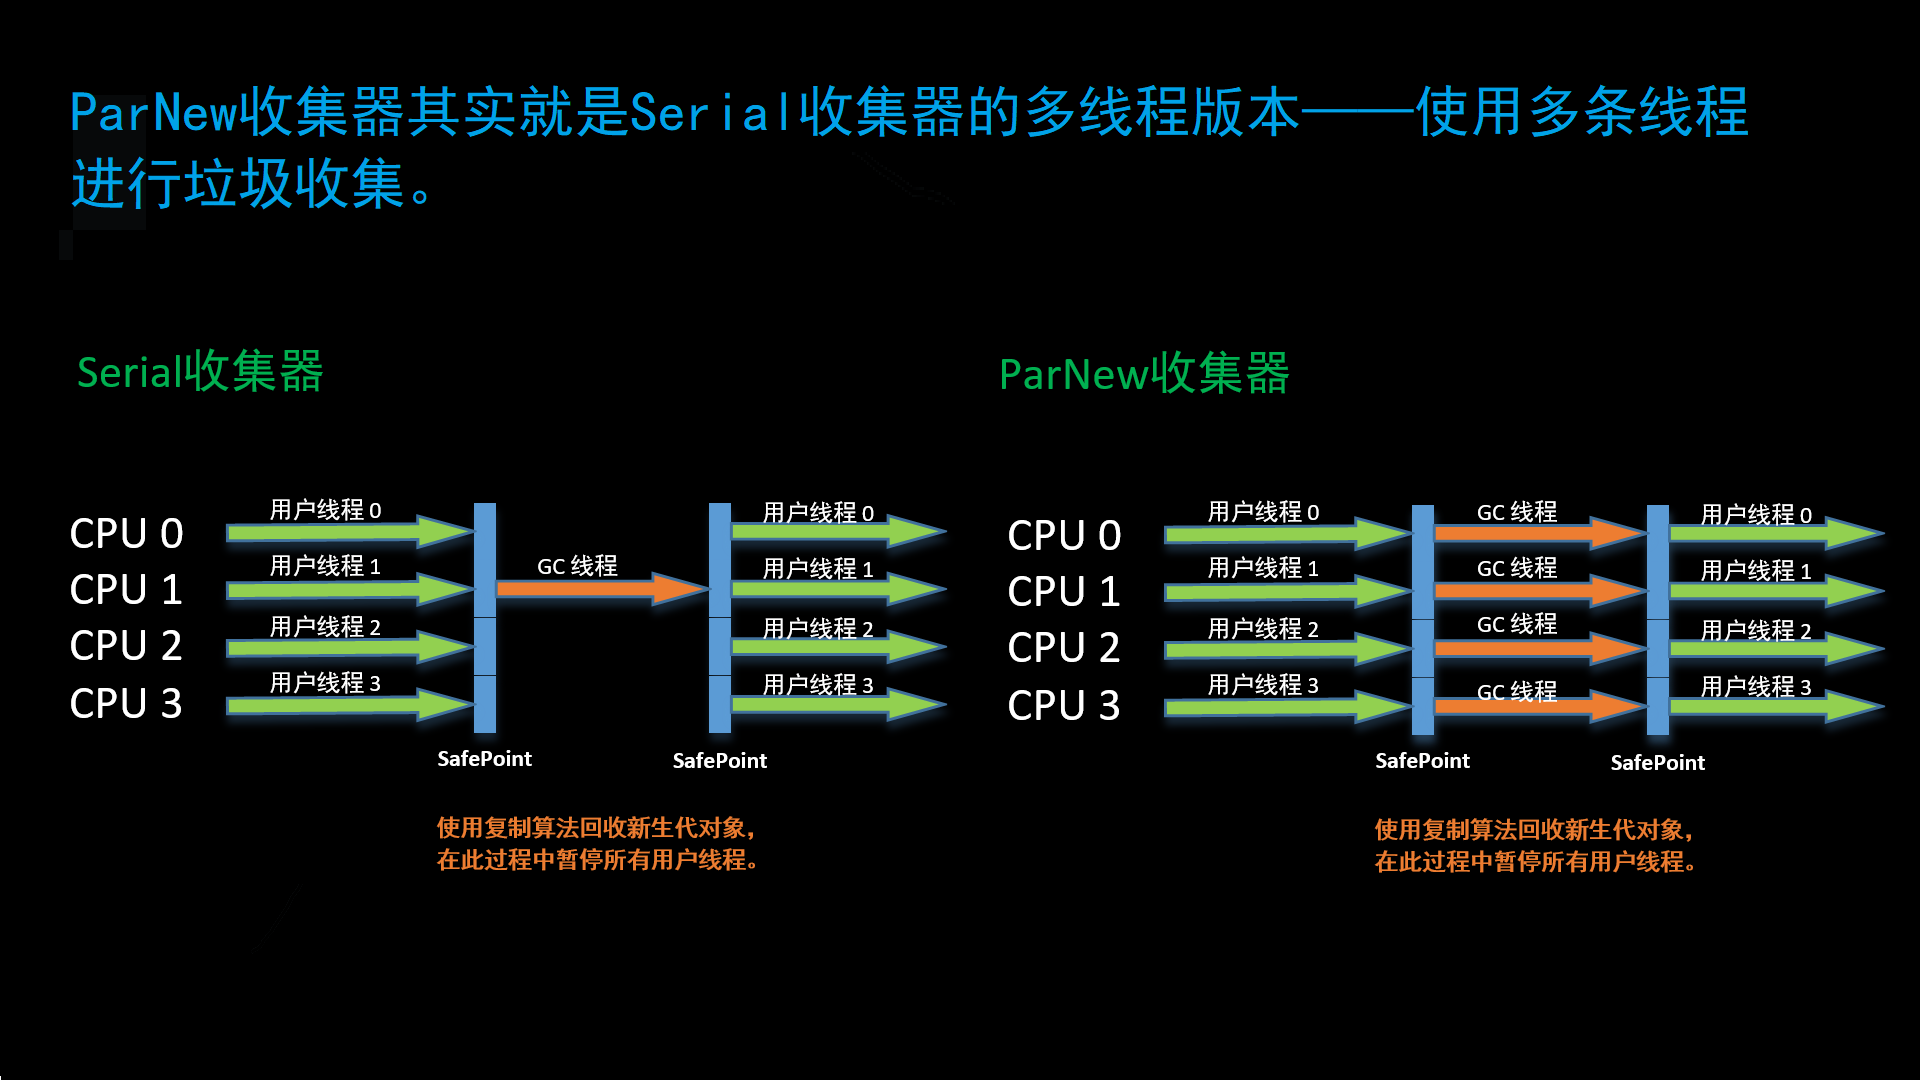 ParNew收集器其实就是Serial收集器的多线程版本——使用多条线程
进行垃圾收集。
Serial收集器
CPU 0
用户线程 0
用户线程 0
CPU 1
用户线程 1
GC 线程
用户线程 1
CPU 2
用户线程 2
用户线程 2
CPU 3
用户线程 3
用户线程 3
SafePoint
SafePoint
使用复制算法回收新生代对象，
在此过程中暂停所有用户线程。
ParNew收集器
CPU 0
用户线程 0
GC 线程
用户线程 0
CPU 1
用户线程 1
GC 线程
用户线程 1
CPU 2
用户线程 2
GC 线程
用户线程 2
CPU 3
用户线程 3
GC 线程
用户线程 3
SafePoint
SafePoint
使用复制算法回收新生代对象，
在此过程中暂停所有用户线程。